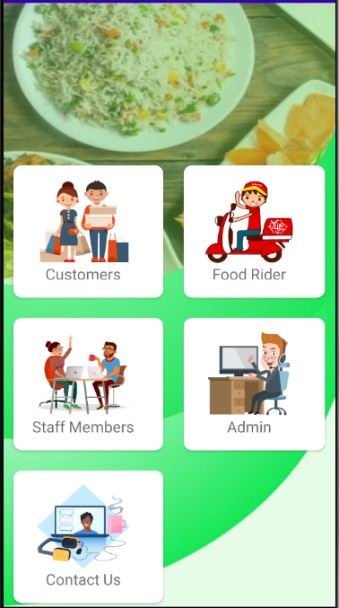 Customers
Food Rider
Staff Members
Admin
Contact Us